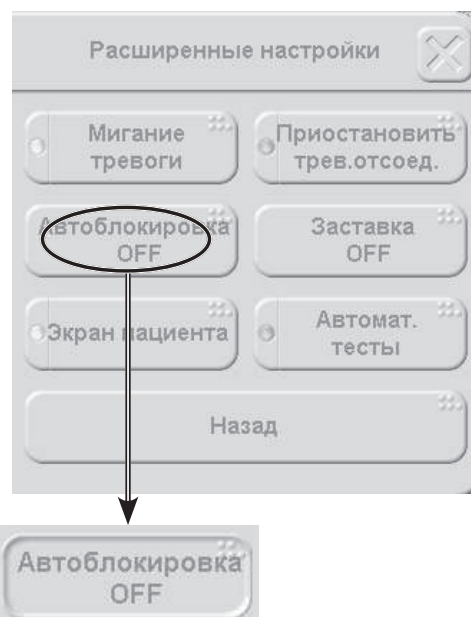 Расширенные настройки
Мигание
тревоги
Приостановить
трев.отсоед.
Автоблокировка
OFF
Заставка
OFF
Экран пациента
Автомат.
тесты
Назад
Автоблокировка
OFF